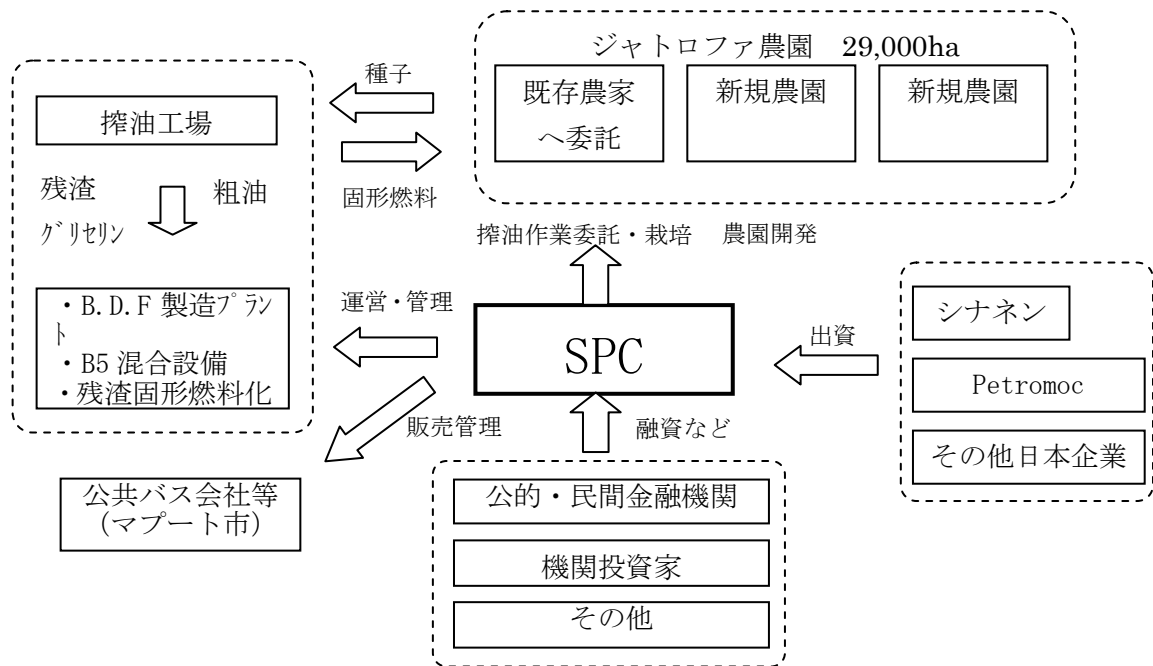 ジャトロファ農園　29,000ha
既存農家
へ委託
新規農園
新規農園
種子
固形燃料
搾油工場
残渣
グリセリン
粗油
・B.D.F 製造プラン
ト
・B5 混合設備
・残渣固形燃料化
搾油作業委託・栽培　農園開発
運営・管理
SPC
出資
シナネン
Petromoc
その他日本企業
販売管理
融資など
公共バス会社等
(マプート市)
公的・民間金融機関
機関投資家
その他